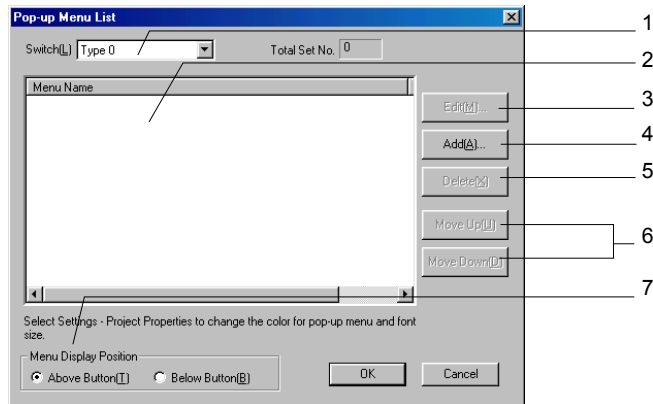 Pop-up Menu List
Switch(L) Type 0 Total Set No. 0
Menu Name
Edit(M)...
Add(A)...
Delete(X)
Move Up(U)
Move Down(D)
Select Settings - Project Properties to change the color for pop-up menu and font
size.
Menu Display Position
Above Button(T) Below Button(B)
OK Cancel
1
2
3
4
5
6
7